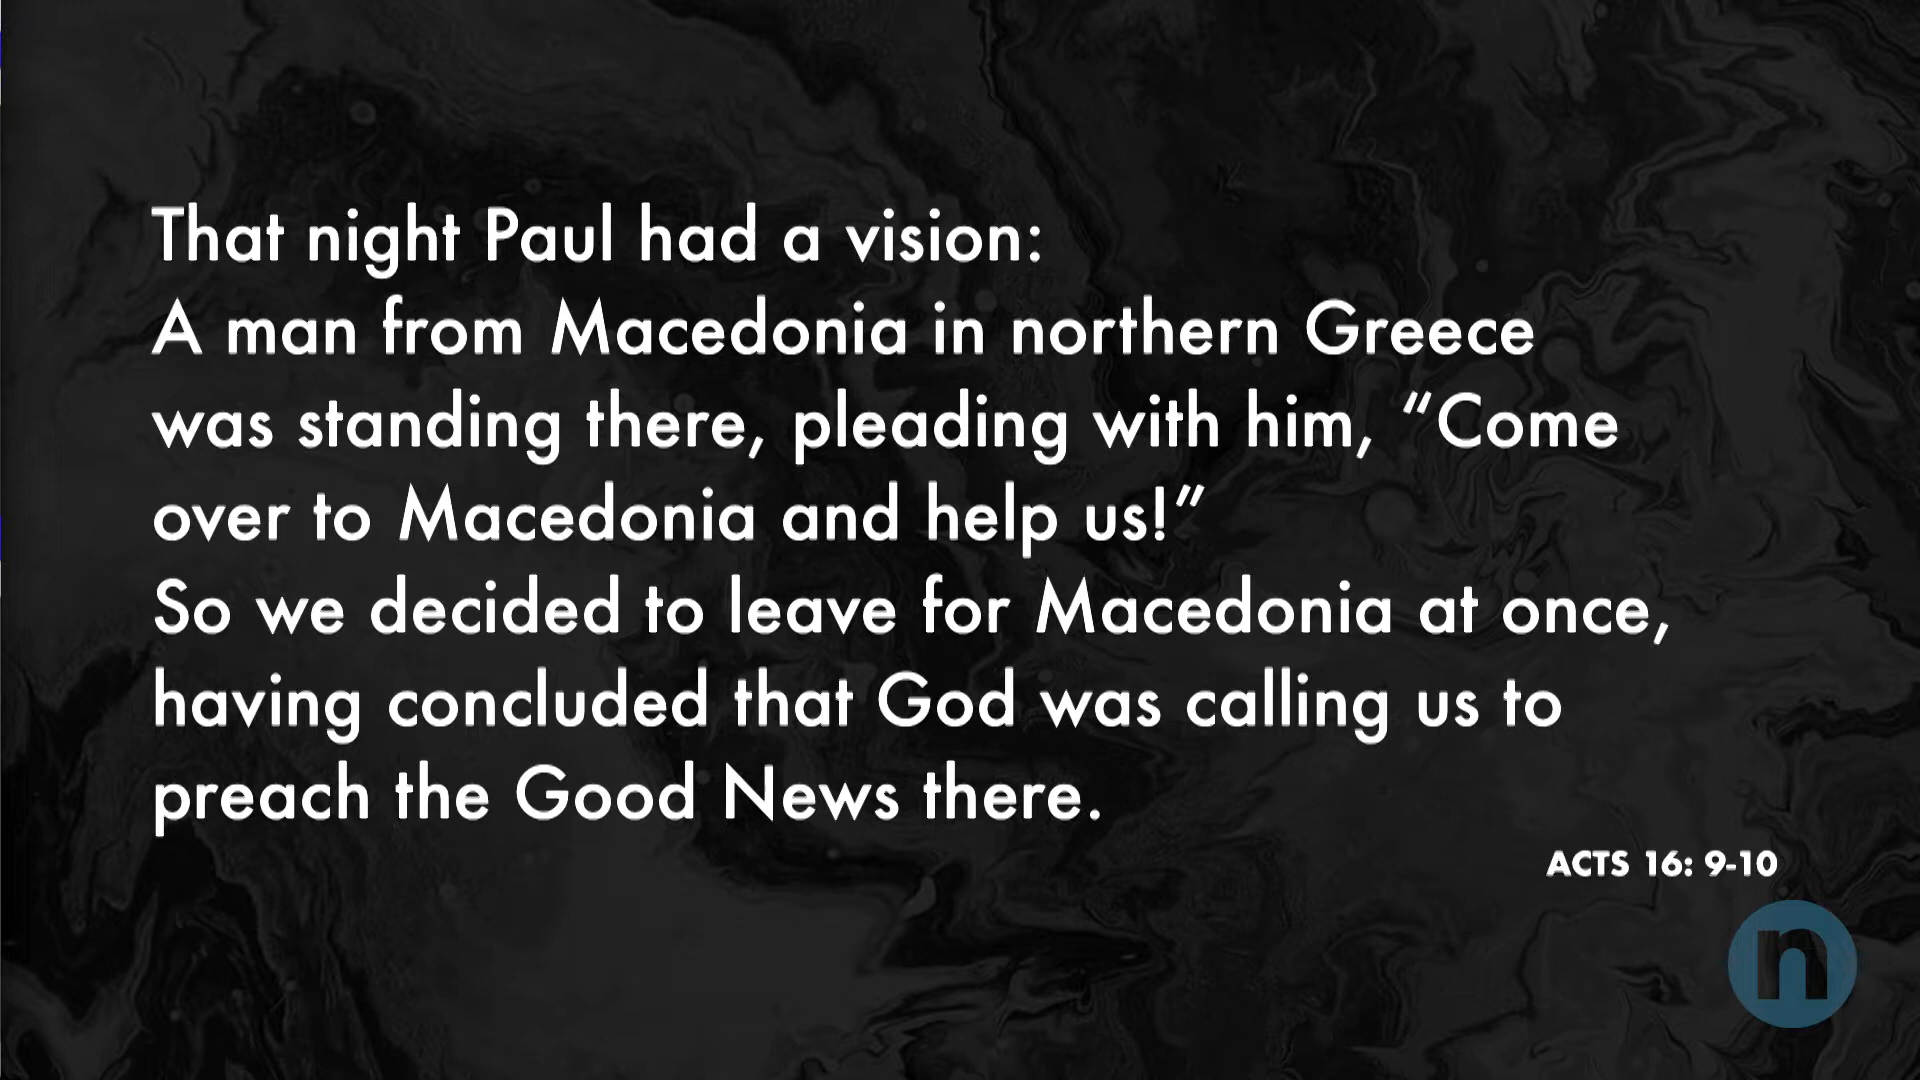 That night Paul had a vision:
A man from Macedonia in northern Greece
was standing there, pleading with him, “Come
over to Macedonia and help us!”
So we decided to leave for Macedonia at once,
having concluded that God was calling us to
preach the Good News there.
ACTS 16: 9-10
n